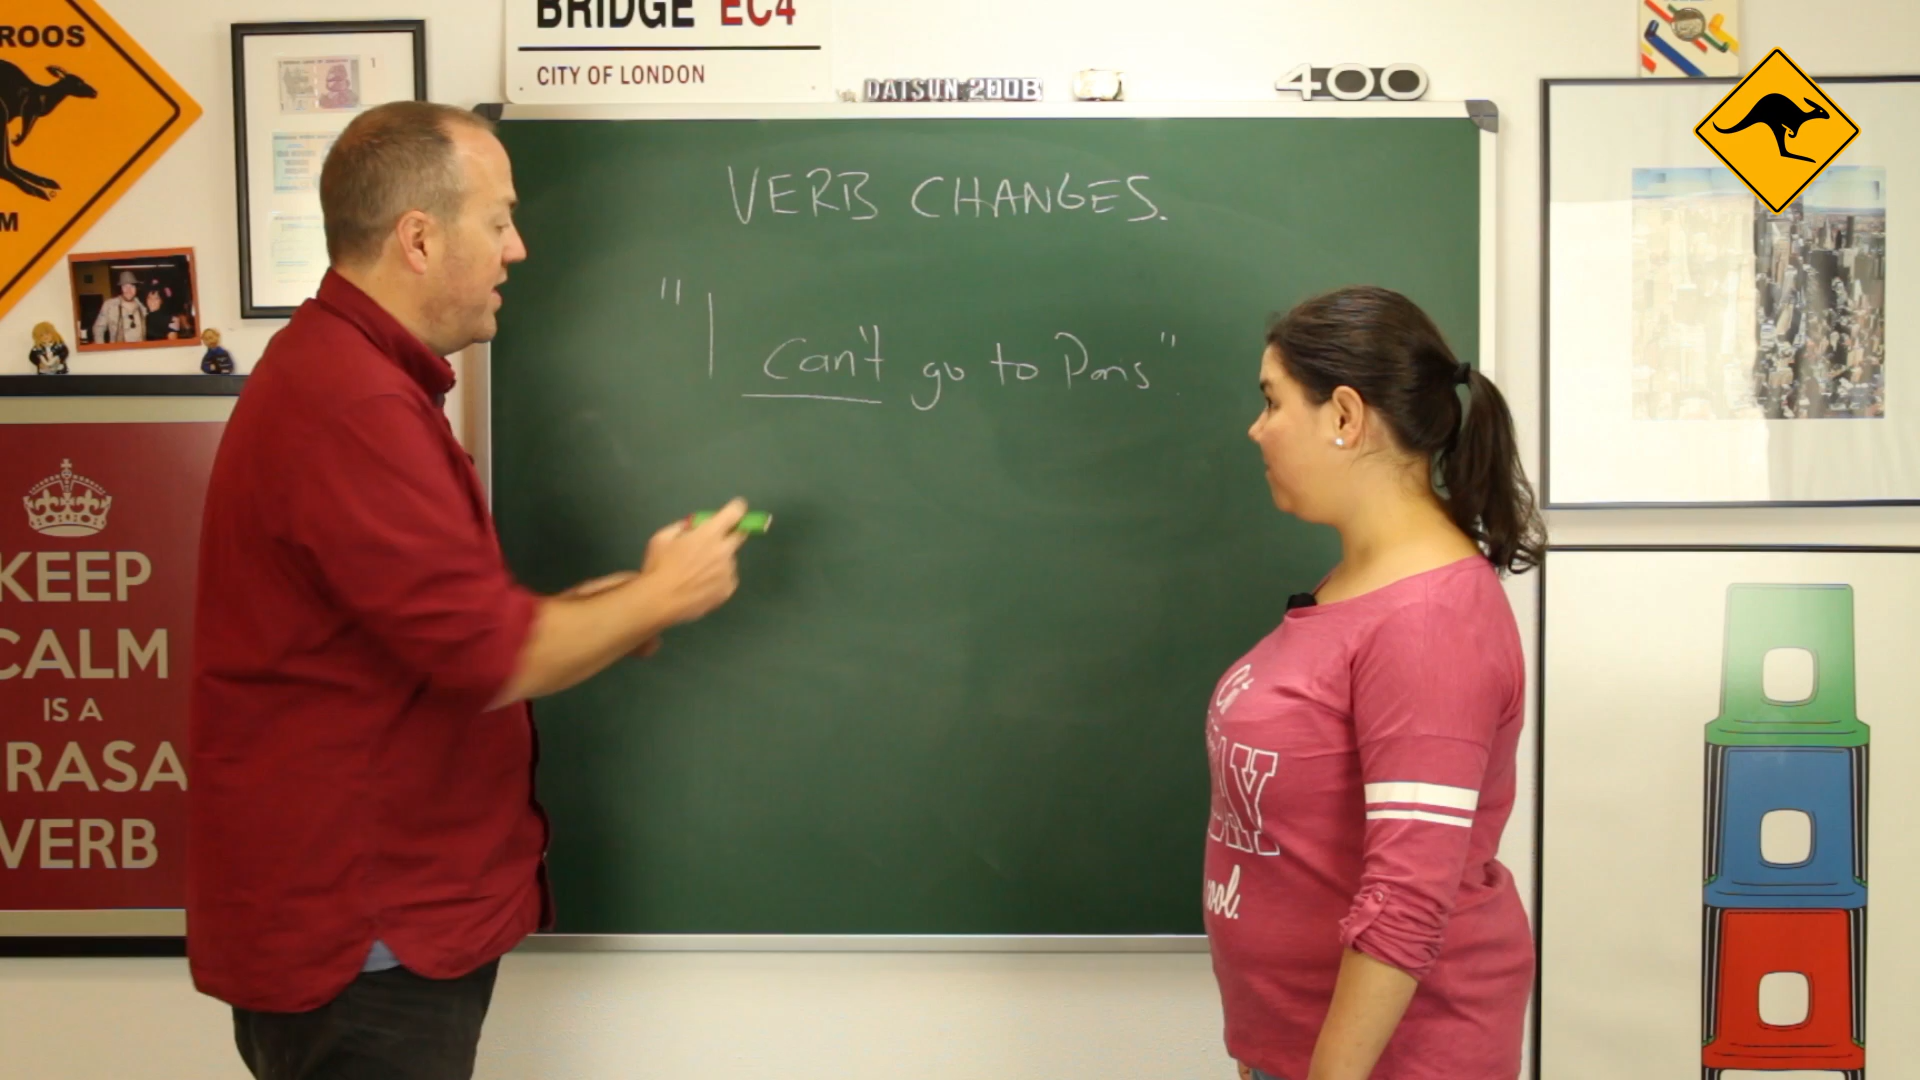 ROOS
M
BRIDGE EC4
CITY OF LONDON
DATSUN 200B
400
VERB CHANGES.
"I can't go to Paris".
KEEP
CALM
IS A
RASA
VERB
cool.